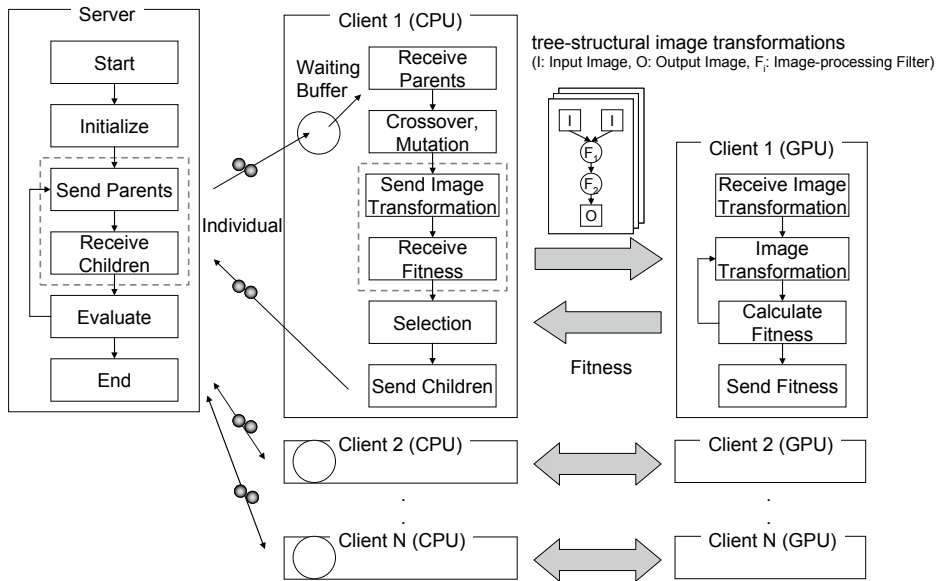 Server
Start
Initialize
Send Parents
Receive
Children
Evaluate
End
Individual
Client 1 (CPU)
Waiting
Buffer
Receive
Parents
Crossover,
Mutation
Send Image
Transformation
Receive
Fitness
Selection
Send Children
tree-structural image transformations
(I: Input Image, O: Output Image, Fi: Image-processing Filter)
I I
F1
F2
O
Fitness
Client 1 (GPU)
Receive Image
Transformation
Image
Transformation
Calculate
Fitness
Send Fitness
Client 2 (CPU)
Client 2 (GPU)
.
.
.
.
Client N (CPU)
Client N (GPU)